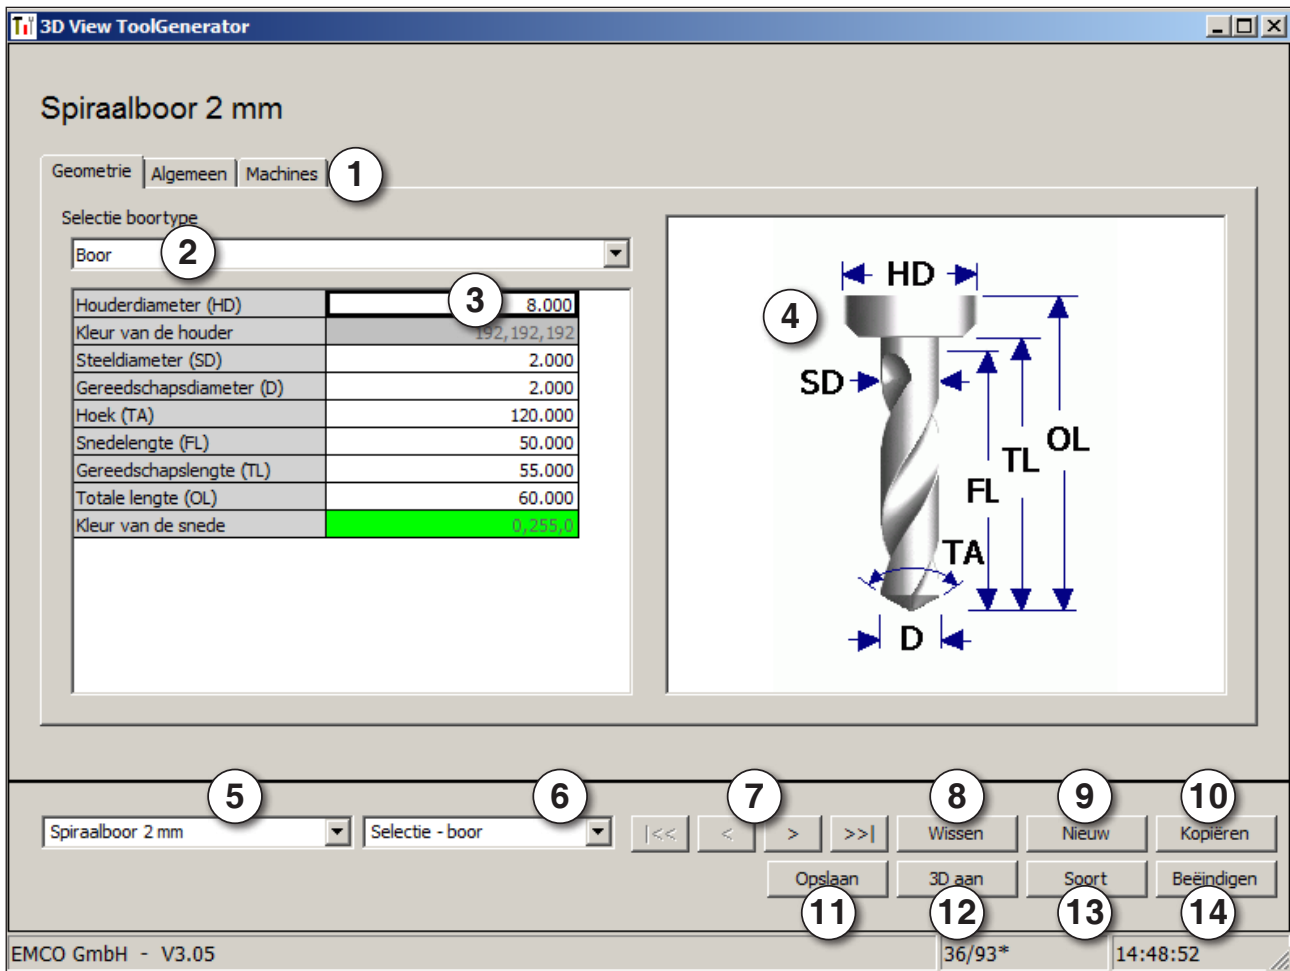 3D View ToolGenerator
Spiraalboor 2 mm
Geometrie Algemeen Machines 1
Selectie boortype
Boor 2
Houderdiameter (HD) 3 8.000
Kleur van de houder 192,192,192
Steeldiameter (SD) 2.000
Gereedschapsdiameter (D) 2.000
Hoek (TA) 120.000
Snedelengte (FL) 50.000
Gereedschapslengte (TL) 55.000
Totale lengte (OL) 60.000
Kleur van de snede 0,255,0
HD
4
SD
OL
TL
FL
TA
D
5 6 7 8 9 10
Spiraalboor 2 mm Selectie - boor |<< < > >>| Wissen Nieuw Kopiëren
Opslaan 3D aan Soort Beëindigen
11 12 13 14
EMCO GmbH - V3.05 36/93* 14:48:52